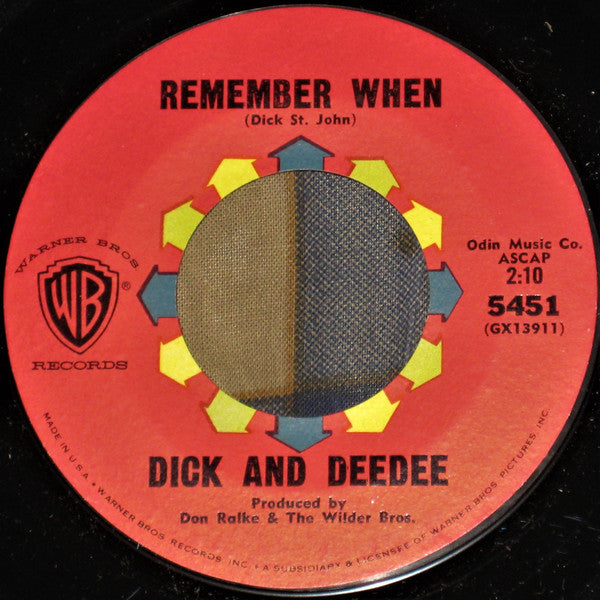 REMEMBER WHEN
(Dick St. John)
WARNER BROS
WB
®
RECORDS
Odin Music Co.
ASCAP
2:10
5451
(GX13911)
DICK AND DEEDEE
Produced by
Don Ralke & The Wilder Bros.
MADE IN U.S.A. • WARNER BROS. RECORDS INC. • A SUBSIDIARY & LICENSEE OF WARNER BROS. PICTURES, INC.